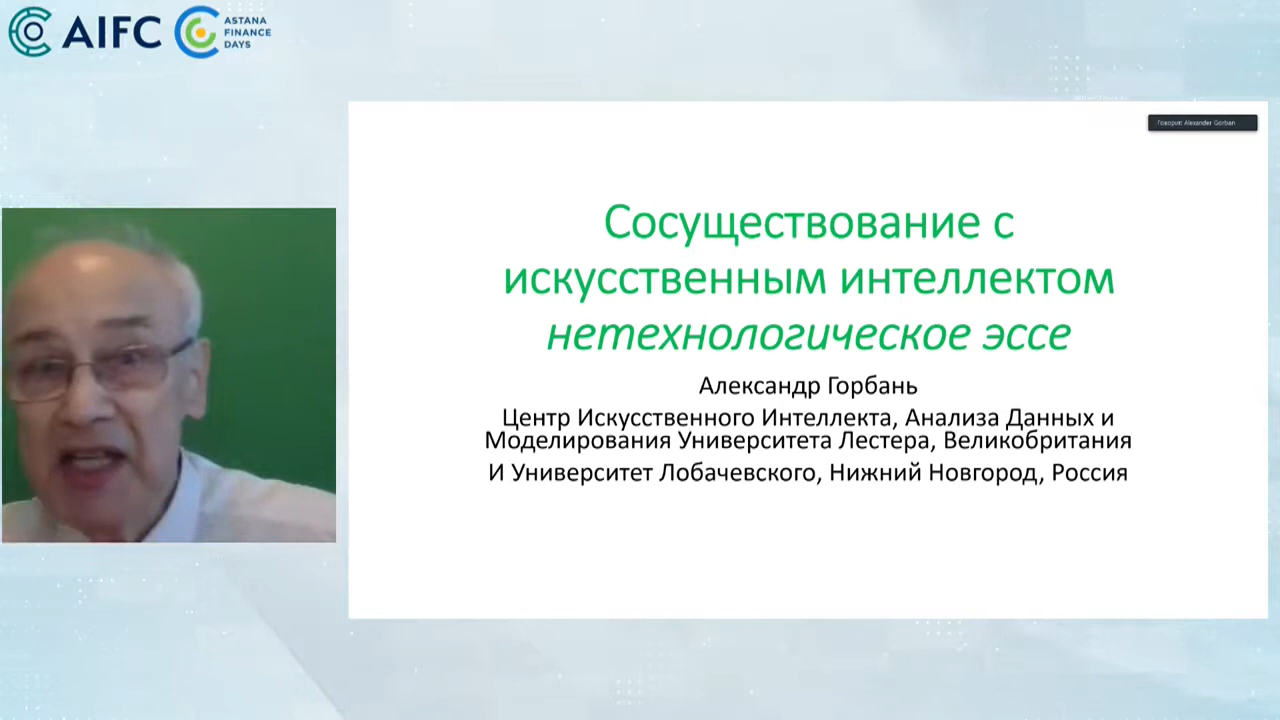 AIFC
ASTANA
FINANCE
DAYS
Говорит: Alexander Gorban
Сосуществование с
искусственным интеллектом
нетехнологическое эссе
Александр Горбань
Центр Искусственного Интеллекта, Анализа Данных и
Моделирования Университета Лестера, Великобритания
И Университет Лобачевского, Нижний Новгород, Россия